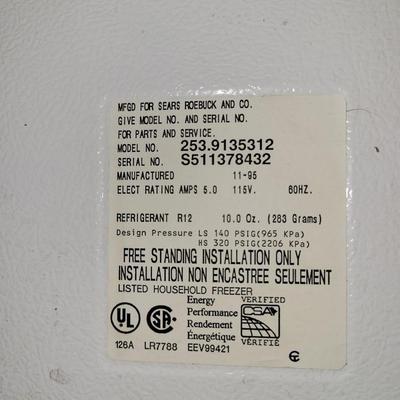 MFGD FOR SEARS ROEBUCK AND CO.
GIVE MODEL NO. AND SERIAL NO.
FOR PARTS AND SERVICE.
MODEL NO. 253.9135312
SERIAL NO. S511378432
MANUFACTURED 11-95
ELECT RATING AMPS 5.0 115V. 60HZ.
REFRIGERANT R12 10.0 Oz. (283 Grams)
Design Pressure LS 140 PSIG(965 KPa)
HS 320 PSIG(2206 KPa)
FREE STANDING INSTALLATION ONLY
INSTALLATION NON ENCASTREE SEULEMENT
LISTED HOUSEHOLD FREEZER
UL
126A
SA
LR7788
Energy
Performance
Rendement
Énergétique
EEV99421
VERIFIED
CSA
VÉRIFIÉ